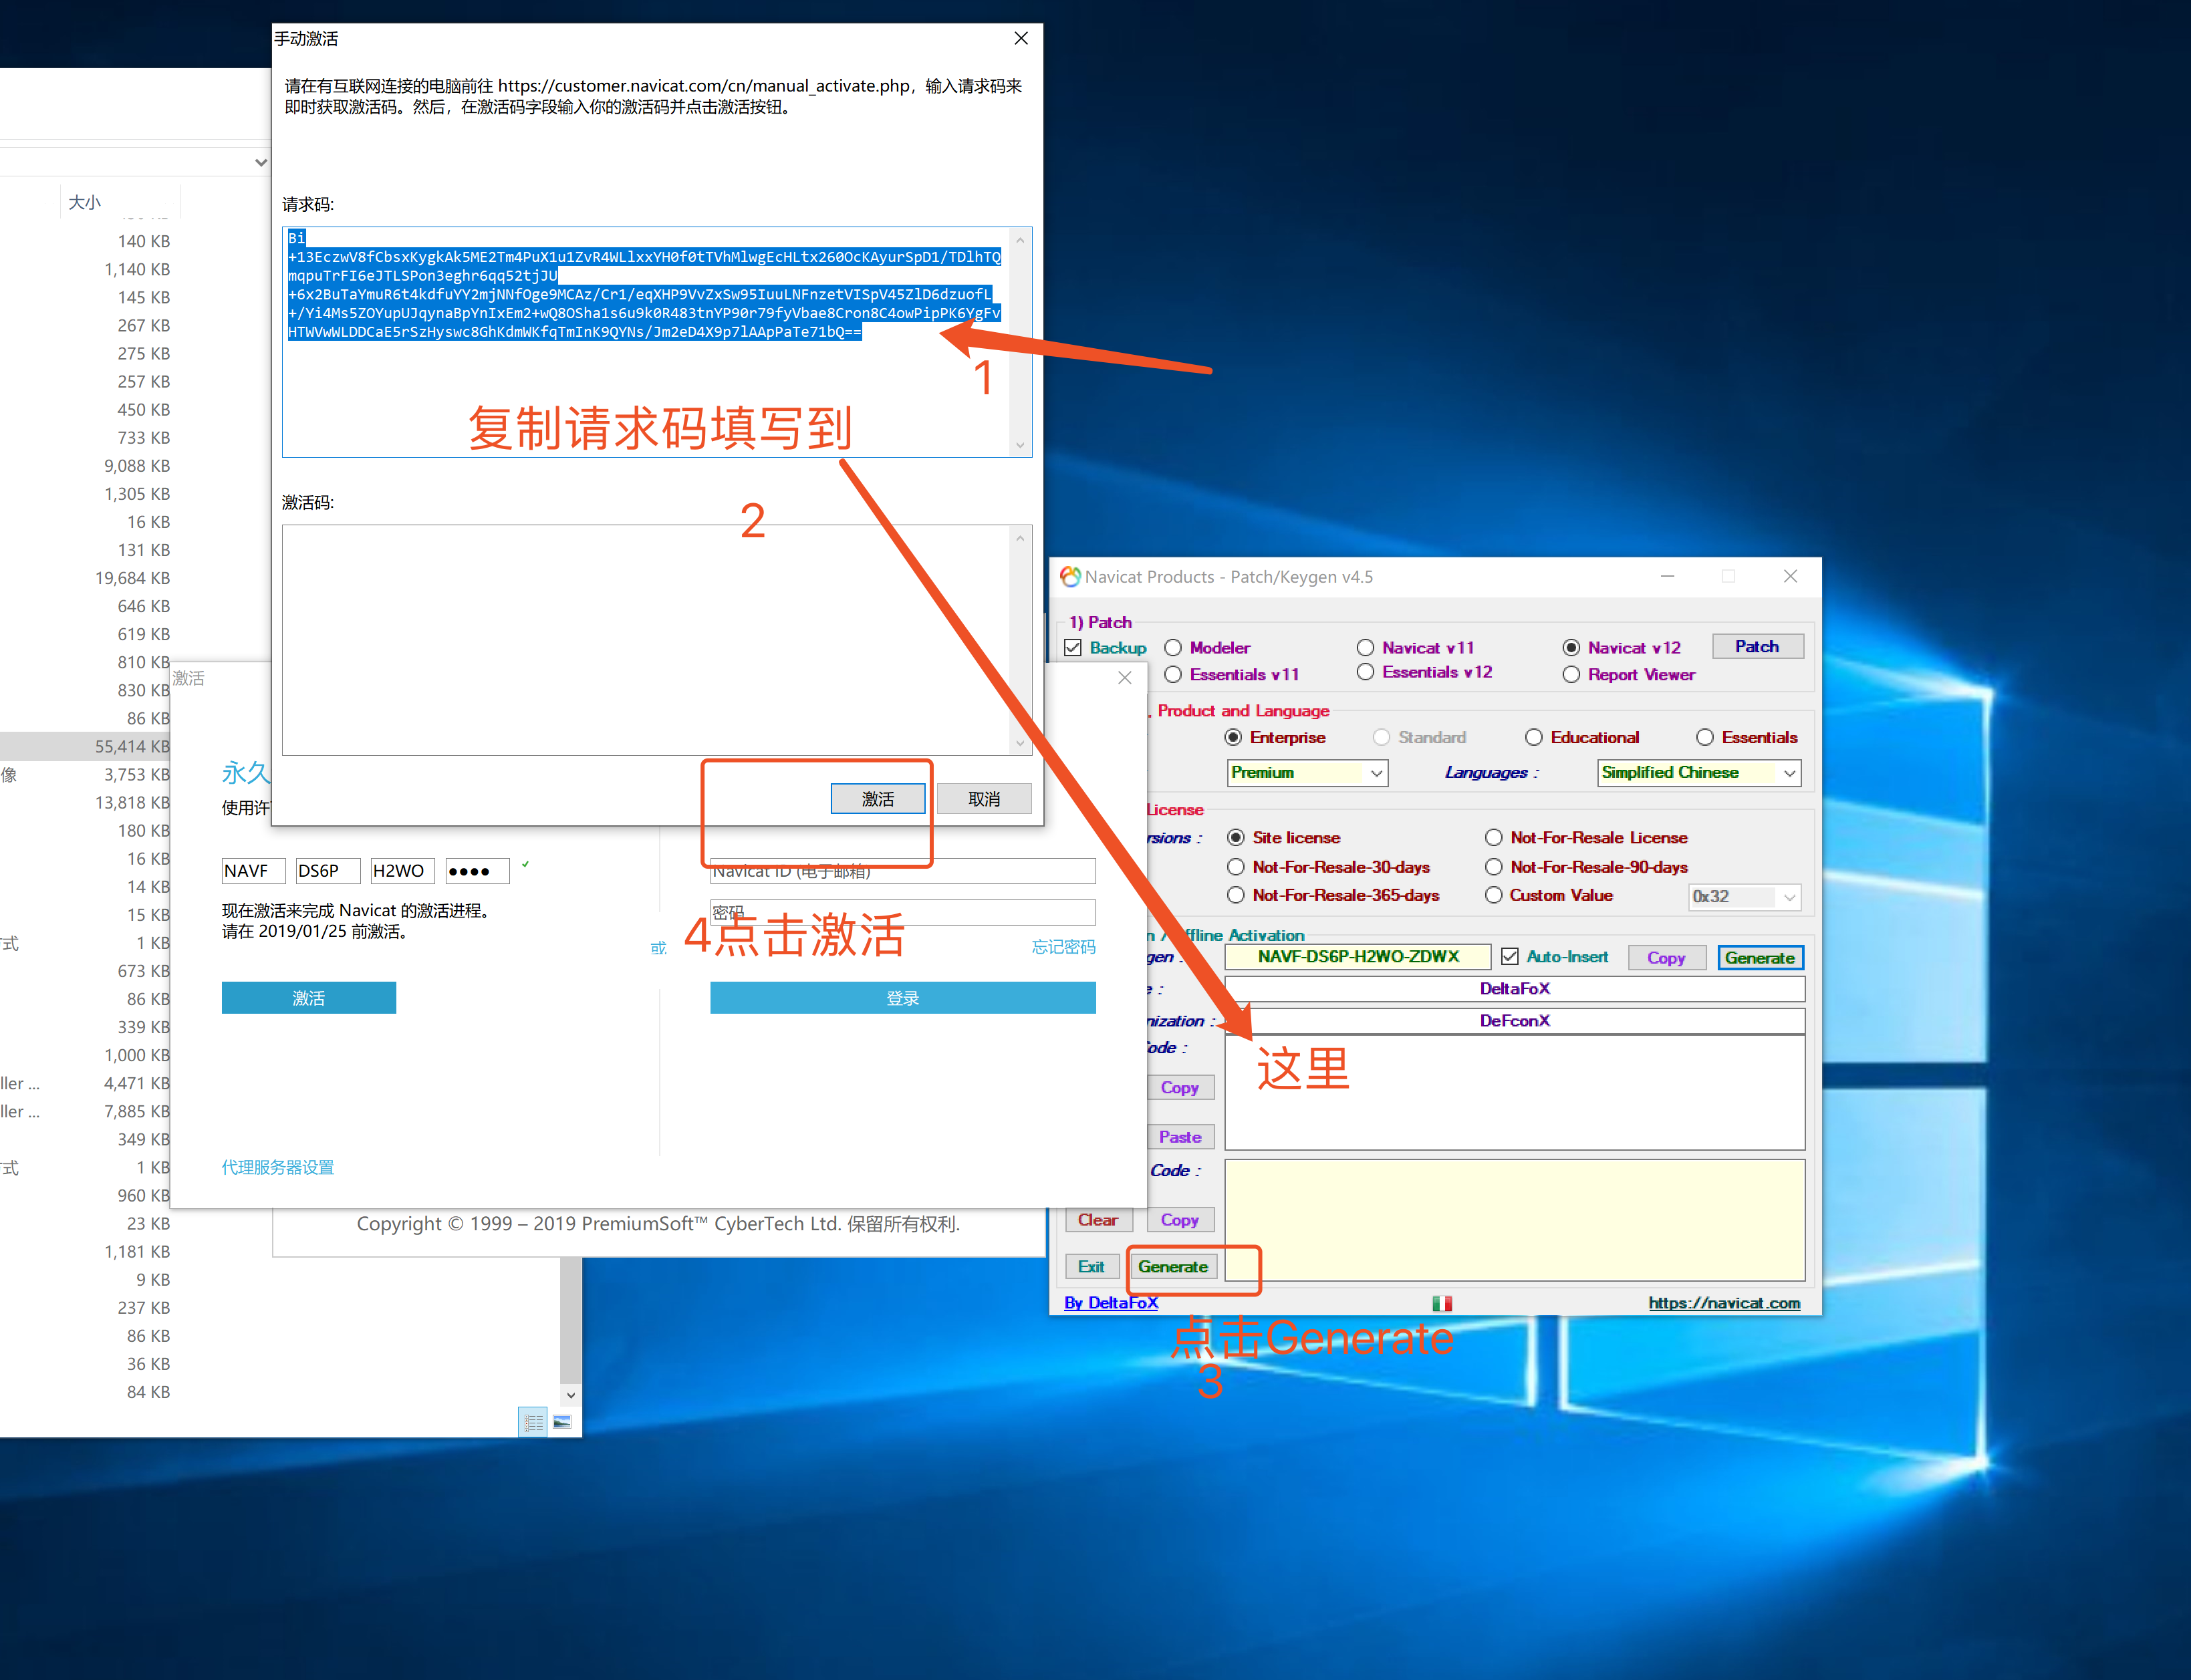 手动激活
请在有互联网连接的电脑前往 https://customer.navicat.com/cn/manual_activate.php，输入请求码来
即时获取激活码。然后，在激活码字段输入你的激活码并点击激活按钮。
请求码:
Bi
+13EczwV8fCbsxKygkAk5ME2Tm4PuX1u1ZvR4WLlxxYH0f0tTVhMlwgEcHLtx260OcKAyurSpD1/TDlhTQ
mqpuTrFI6eJTLSPon3eghr6qq52tjJU
+6x2BuTaYmuR6t4kdfuYY2mjNNfOge9MCAz/Cr1/eqXHP9VvZxSw95IuuLNFnzetVISpV45ZlD6dzuofL
+/Yi4Ms5ZOYupUJqynaBpYnIxEm2+wQ8OSha1s6u9k0R483tnYP90r79fyVbae8Cron8C4owPipPK6YgFv
HTWVwWLDDCaE5rSzHyswc8GhKdmWKfqTmInK9QYNs/Jm2eD4X9p7lAApPaTe71bQ==
1
复制请求码填写到
2
激活码:
激活
取消
大小
140 KB
1,140 KB
145 KB
267 KB
275 KB
257 KB
450 KB
733 KB
9,088 KB
1,305 KB
16 KB
131 KB
19,684 KB
646 KB
619 KB
810 KB
830 KB
86 KB
55,414 KB
像 3,753 KB
13,818 KB
180 KB
16 KB
14 KB
15 KB
式 1 KB
673 KB
86 KB
339 KB
1,000 KB
ller ... 4,471 KB
ller ... 7,885 KB
349 KB
式 1 KB
960 KB
23 KB
1,181 KB
9 KB
237 KB
86 KB
36 KB
84 KB
激活
永久
使用许
NAVF DS6P H2WO ●●●●
现在激活来完成 Navicat 的激活进程。
请在 2019/01/25 前激活。
激活
代理服务器设置
或
Navicat ID (电子邮箱)
密码
4点击激活
忘记密码
登录
Copyright © 1999 – 2019 PremiumSoft™ CyberTech Ltd. 保留所有权利.
Navicat Products - Patch/Keygen v4.5
1) Patch
Backup Modeler Navicat v11 Navicat v12 Patch
Essentials v11 Essentials v12 Report Viewer
. Product and Language
Enterprise Standard Educational Essentials
Premium Languages : Simplified Chinese
License
rsions : Site license Not-For-Resale License
Not-For-Resale-30-days Not-For-Resale-90-days
Not-For-Resale-365-days Custom Value 0x32
n / ffline Activation
gen : NAVF-DS6P-H2WO-ZDWX Auto-Insert Copy Generate
e : DeltaFoX
nization : DeFconX
ode :
这里
Copy
Paste
Code :
Clear Copy
Exit Generate
By DeltaFoX https://navicat.com
点击Generate
3